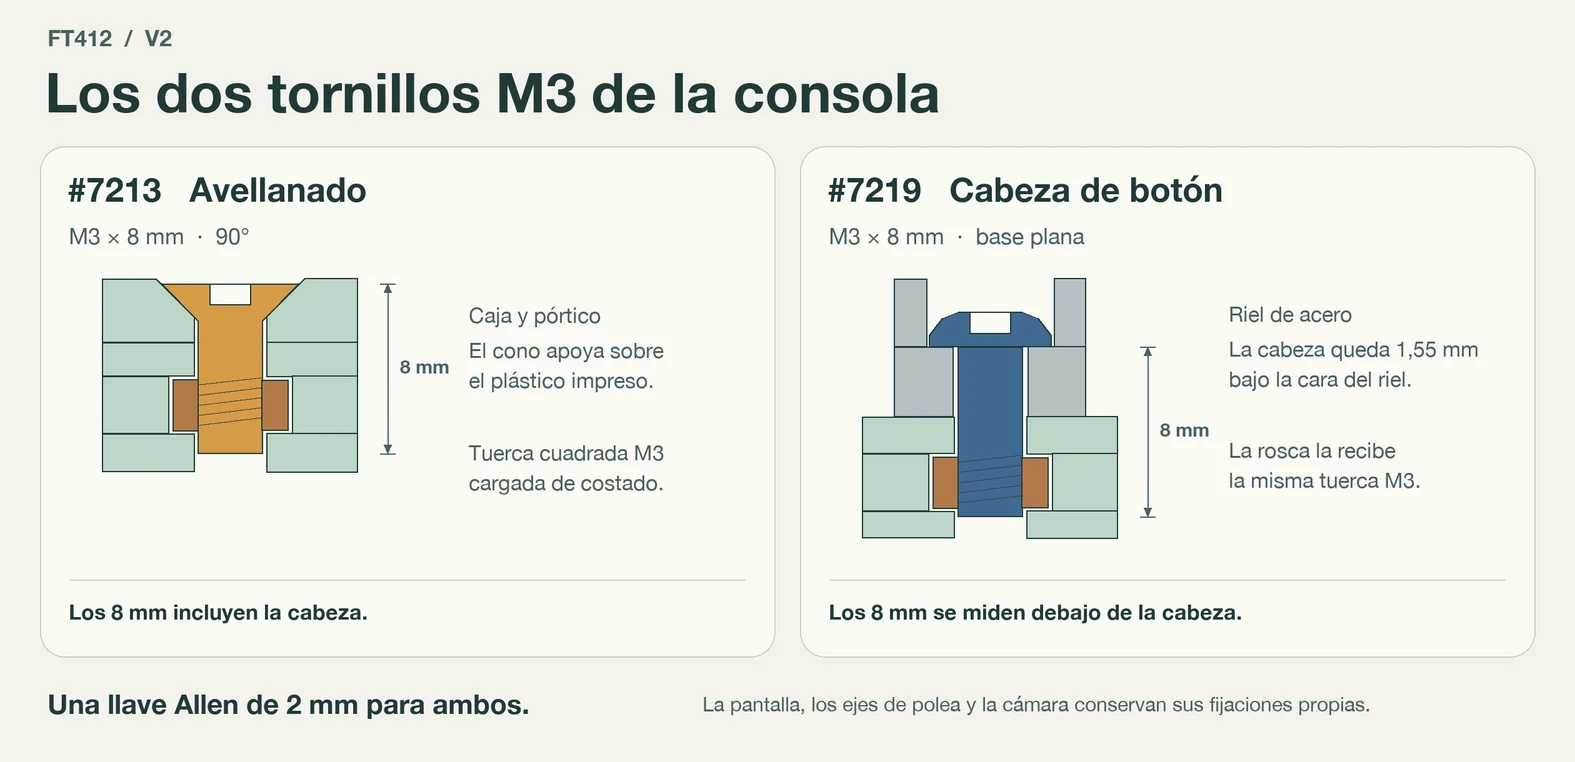 FT412 / V2
Los dos tornillos M3 de la consola
#7213 Avellanado
M3 × 8 mm · 90°
8 mm
Caja y pórtico
El cono apoya sobre
el plástico impreso.
Tuerca cuadrada M3
cargada de costado.
Los 8 mm incluyen la cabeza.
#7219 Cabeza de botón
M3 × 8 mm · base plana
8 mm
Riel de acero
La cabeza queda 1,55 mm
bajo la cara del riel.
La rosca la recibe
la misma tuerca M3.
Los 8 mm se miden debajo de la cabeza.
Una llave Allen de 2 mm para ambos.
La pantalla, los ejes de polea y la cámara conservan sus fijaciones propias.